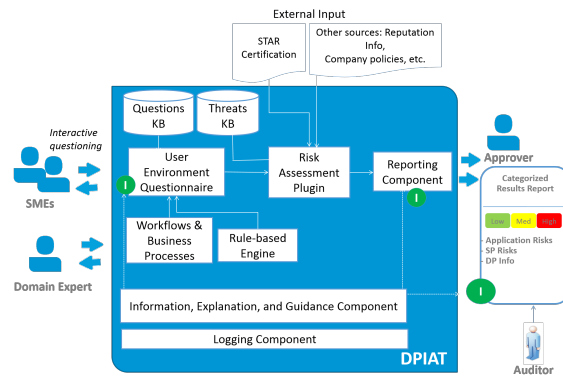 External Input
STAR
Certification
Other sources: Reputation
Info,
Company policies, etc.
Questions
KB
Threats
KB
Interactive
questioning
SMEs
User
Environment
Questionnaire
I
Risk
Assessment
Plugin
Reporting
Component
I
Approver
Categorized
Results Report
Low
Med
High
- Application Risks
- SP Risks
- DP Info
I
Workflows &
Business
Processes
Rule-based
Engine
Domain Expert
Information, Explanation, and Guidance Component
Logging Component
DPIAT
Auditor